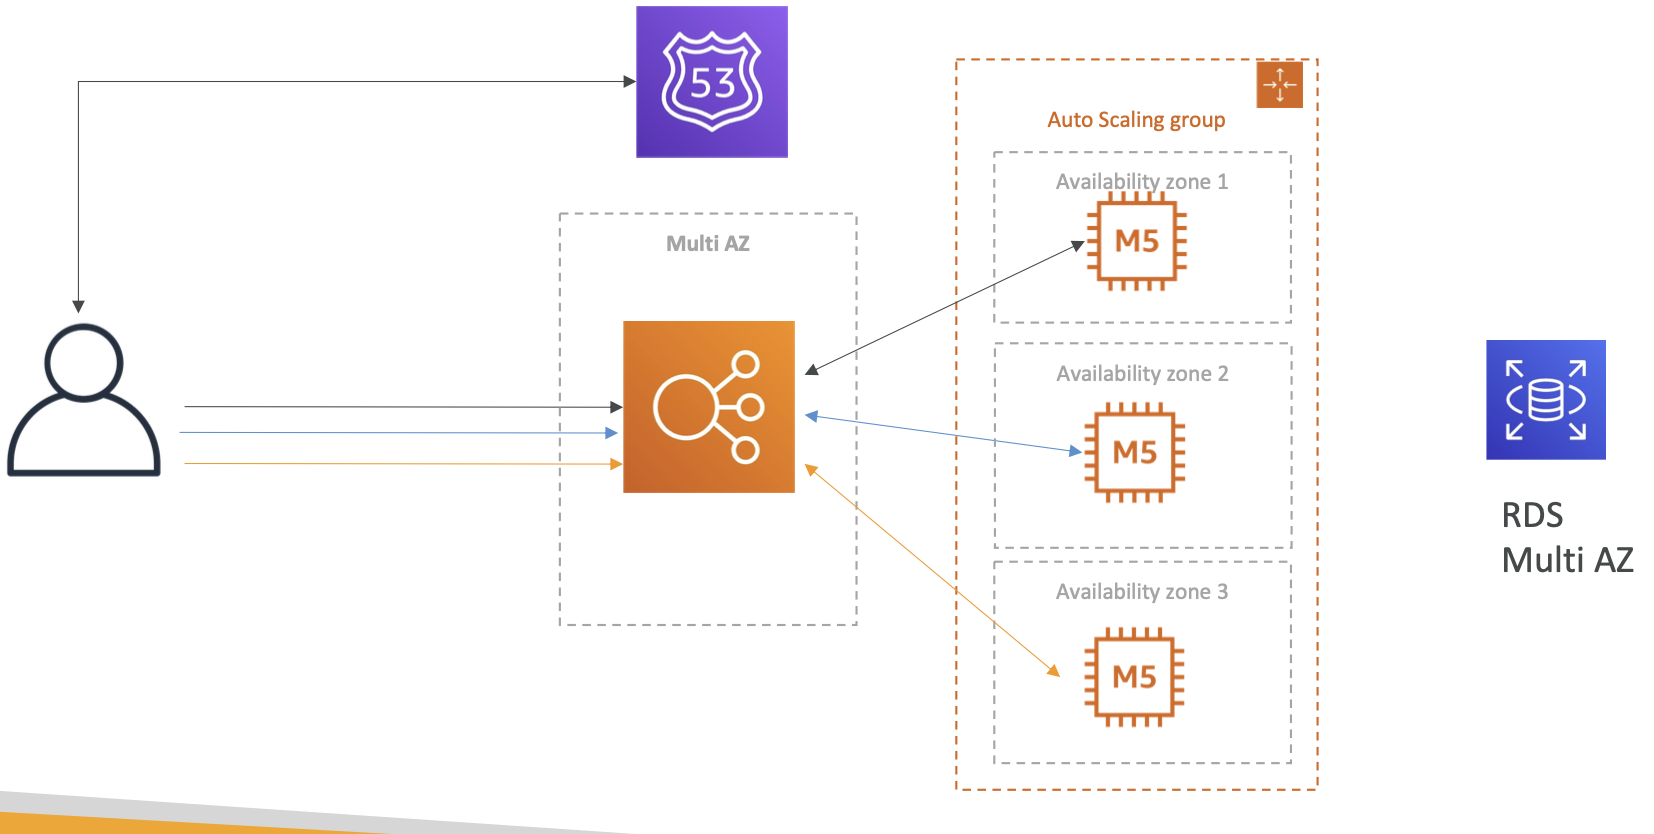 53
Auto Scaling group
Availability zone 1
M5
Multi AZ
Availability zone 2
M5
Availability zone 3
M5
RDS
Multi AZ